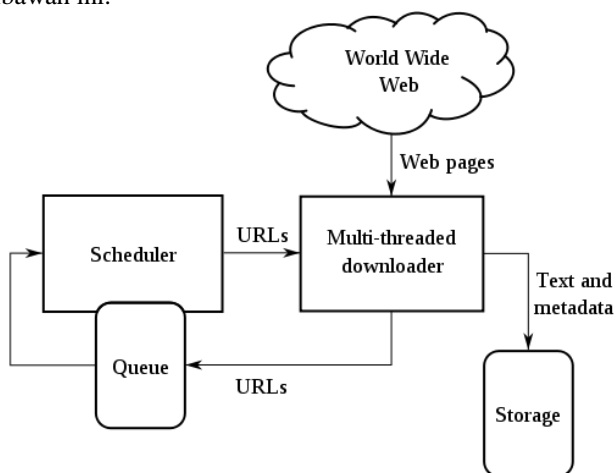 bawah ini:
World Wide
Web
Web pages
Scheduler
URLs
Multi-threaded
downloader
Text and
metadata
Queue
URLs
Storage